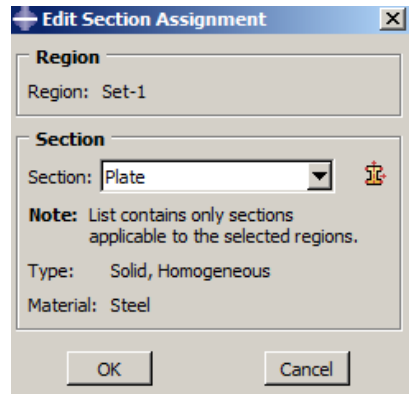 Edit Section Assignment
Region
Region: Set-1
Section
Section: Plate
Note: List contains only sections
applicable to the selected regions.
Type: Solid, Homogeneous
Material: Steel
OK Cancel